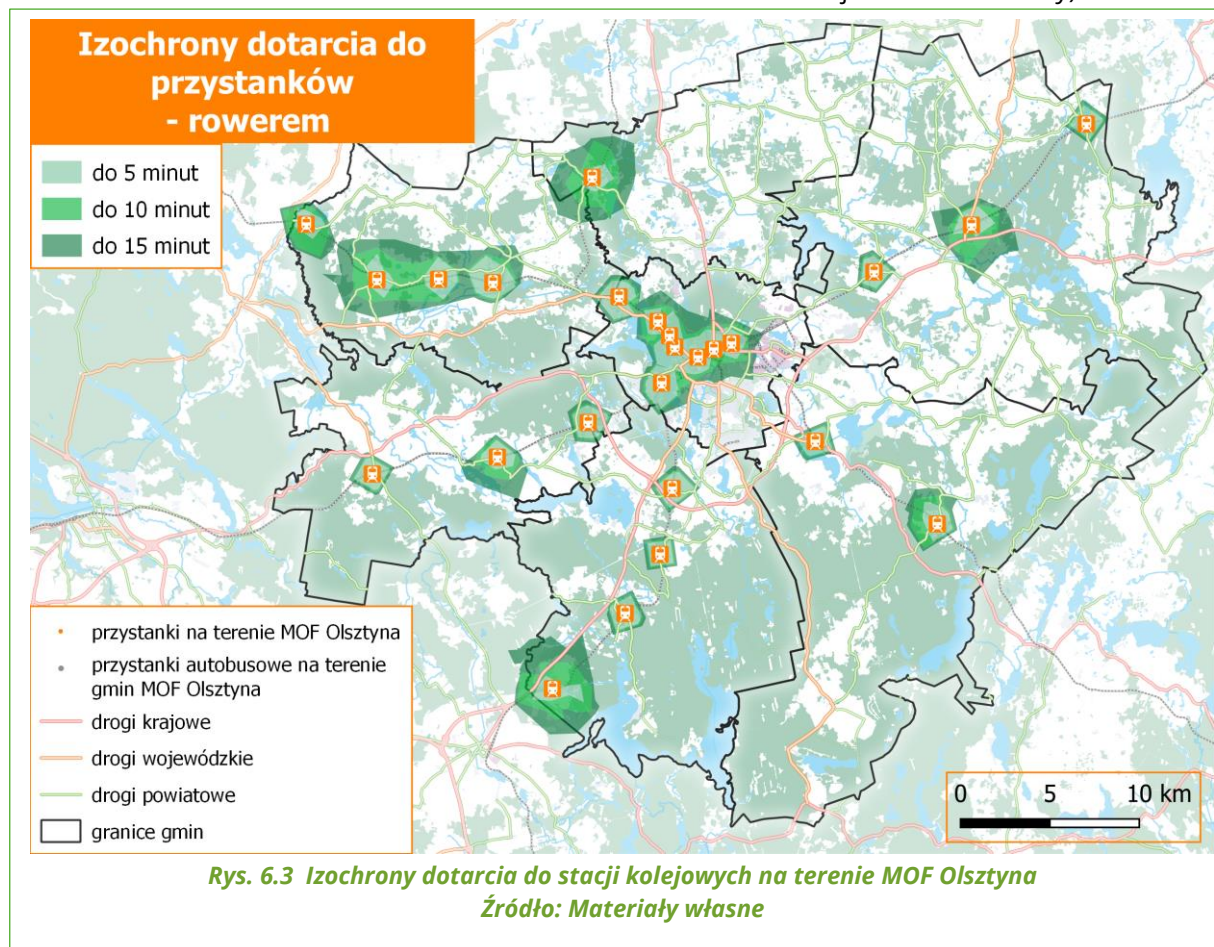 Izochrony dotarcia do
przystanków
- rowerem
do 5 minut
do 10 minut
do 15 minut
przystanki na terenie MOF Olsztyna
przystanki autobusowe na terenie
gmin MOF Olsztyna
drogi krajowe
drogi wojewódzkie
drogi powiatowe
granice gmin
0 5 10 km
Rys. 6.3 Izochrony dotarcia do stacji kolejowych na terenie MOF Olsztyna
Źródło: Materiały własne